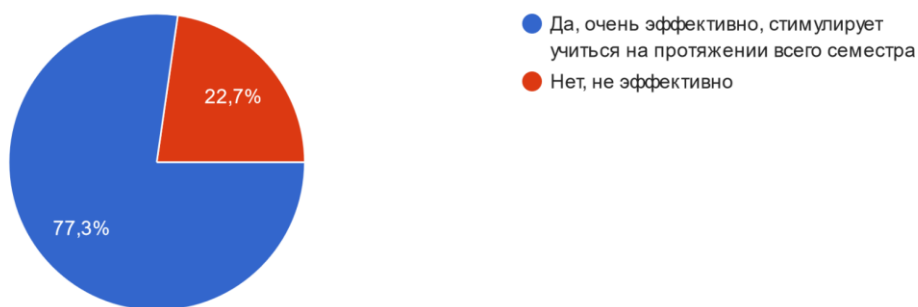 Да, очень эффективно, стимулирует
учиться на протяжении всего семестра
Нет, не эффективно
22,7%
77,3%